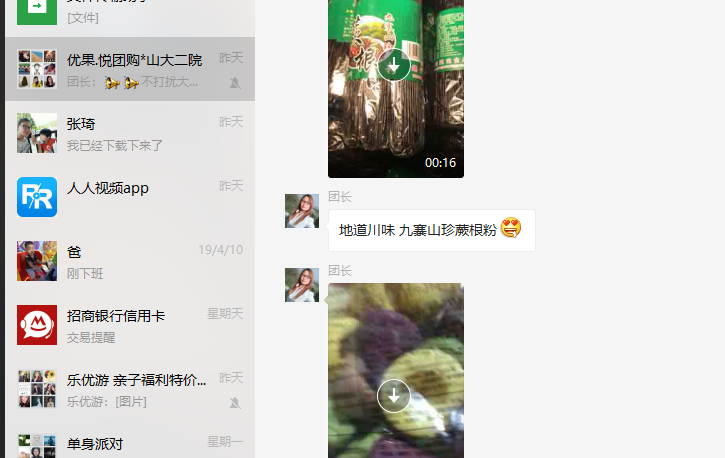 [文件]
优果.悦团购*山大二院
昨天
团长：不打扰大...
张琦
昨天
我已经下载下来了
人人视频app
昨天
爸
19/4/10
刚下班
招商银行信用卡
星期天
交易提醒
乐优游 亲子福利特价...
昨天
乐优游：[图片]
单身派对
星期一
00:16
团长
地道川味 九寨山珍蕨根粉
团长